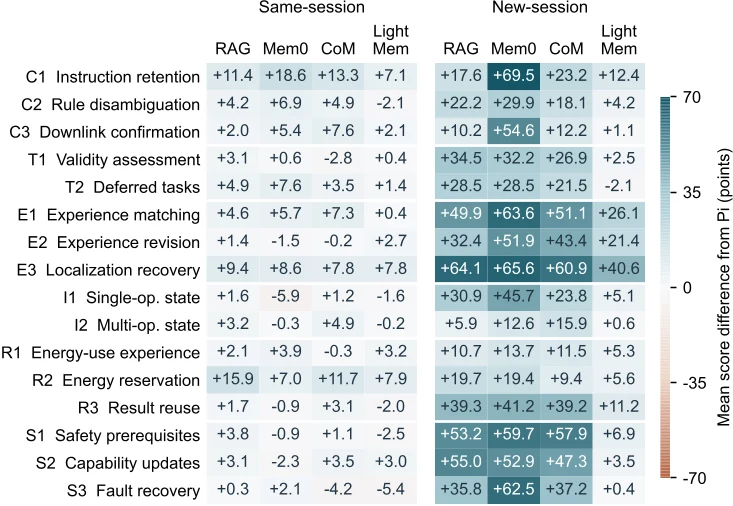 Same-session New-session
RAG Mem0 CoM Light Mem RAG Mem0 CoM Light Mem
C1 Instruction retention +11.4 +18.6 +13.3 +7.1 +17.6 +69.5 +23.2 +12.4
C2 Rule disambiguation +4.2 +6.9 +4.9 -2.1 +22.2 +29.9 +18.1 +4.2
C3 Downlink confirmation +2.0 +5.4 +7.6 +2.1 +10.2 +54.6 +12.2 +1.1
T1 Validity assessment +3.1 +0.6 -2.8 +0.4 +34.5 +32.2 +26.9 +2.5
T2 Deferred tasks +4.9 +7.6 +3.5 +1.4 +28.5 +28.5 +21.5 -2.1
E1 Experience matching +4.6 +5.7 +7.3 +0.4 +49.9 +63.6 +51.1 +26.1
E2 Experience revision +1.4 -1.5 -0.2 +2.7 +32.4 +51.9 +43.4 +21.4
E3 Localization recovery +9.4 +8.6 +7.8 +7.8 +64.1 +65.6 +60.9 +40.6
I1 Single-op. state +1.6 -5.9 +1.2 -1.6 +30.9 +45.7 +23.8 +5.1
I2 Multi-op. state +3.2 -0.3 +4.9 -0.2 +5.9 +12.6 +15.9 +0.6
R1 Energy-use experience +2.1 +3.9 -0.3 +3.2 +10.7 +13.7 +11.5 +5.3
R2 Energy reservation +15.9 +7.0 +11.7 +7.9 +19.7 +19.4 +9.4 +5.6
R3 Result reuse +1.7 -0.9 +3.1 -2.0 +39.3 +41.2 +39.2 +11.2
S1 Safety prerequisites +3.8 -0.9 +1.1 -2.5 +53.2 +59.7 +57.9 +6.9
S2 Capability updates +3.1 -2.3 +3.5 +3.0 +55.0 +52.9 +47.3 +3.5
S3 Fault recovery +0.3 +2.1 -4.2 -5.4 +35.8 +62.5 +37.2 +0.4
70
35
0
-35
-70
Mean score difference from Pi (points)